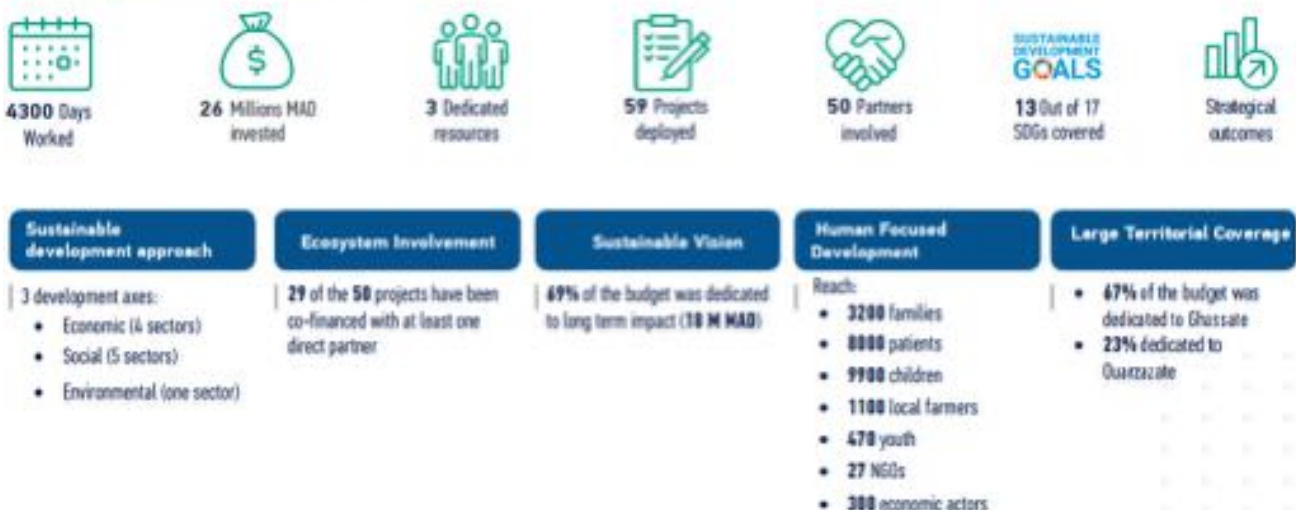 4300 Days
Worked
26 Millions MAD
invested
3 Dedicated
resources
59 Projects
deployed
50 Partners
involved
SUSTAINABLE
DEVELOPMENT
GOALS
13 Out of 17
SDGs covered
Strategical
outcomes
Sustainable
development approach
3 development axes:
• Economic (4 sectors)
• Social (5 sectors)
• Environmental (one sector)
Ecosystem Involvement
29 of the 50 projects have been
co-financed with at least one
direct partner
Sustainable Vision
69% of the budget was dedicated
to long term impact (18 M MAD)
Human Focused
Development
Reach:
• 3200 families
• 8000 patients
• 9900 children
• 1100 local farmers
• 470 youth
• 27 NGOs
• 300 economic actors
Large Territorial Coverage
• 67% of the budget was
dedicated to Ghassate
• 23% dedicated to
Ouarzazate